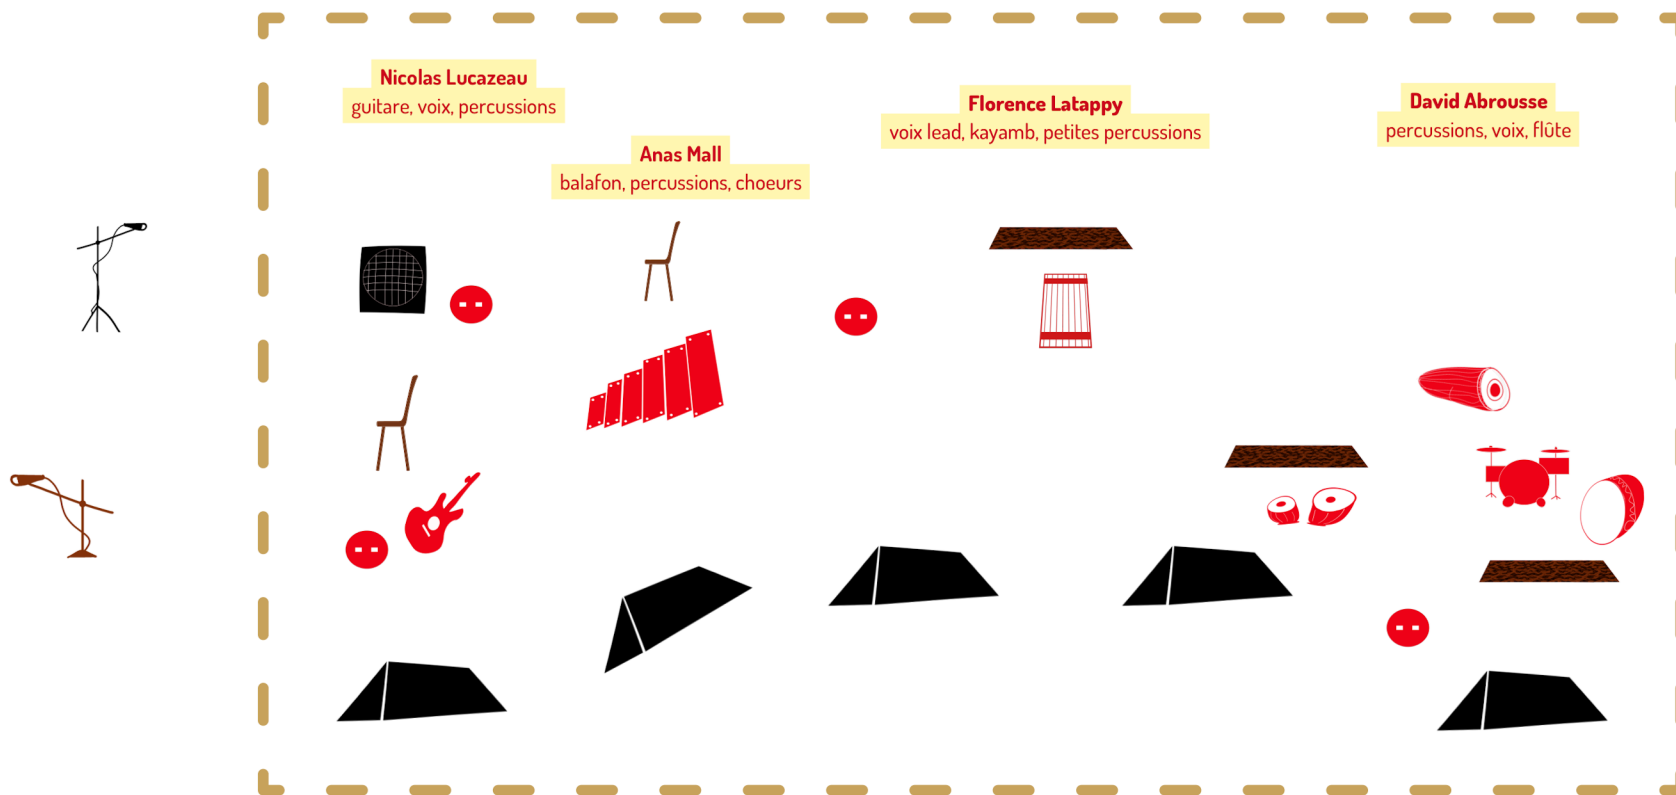 Nicolas Lucazeau
guitare, voix, percussions
Anas Mall
balafon, percussions, choeurs
Florence Latappy
voix lead, kayamb, petites percussions
David Abrousse
percussions, voix, flûte